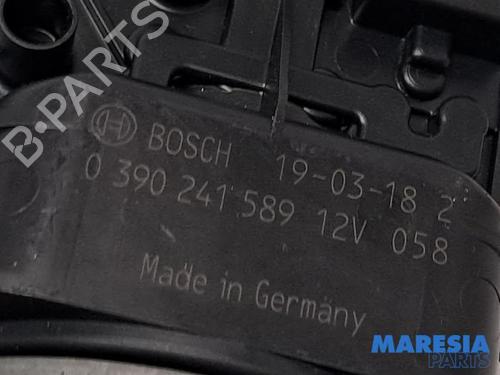 B-PARTS
BOSCH 19-03-18 2
0 390 241 589 12V 058
Made in Germany
MARESIA
PARTS